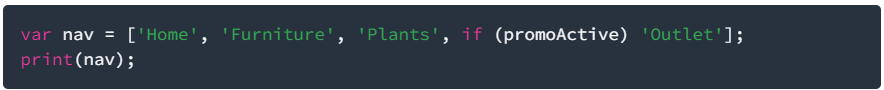 var nav = ['Home', 'Furniture', 'Plants', if (promoActive) 'Outlet'];
print(nav);